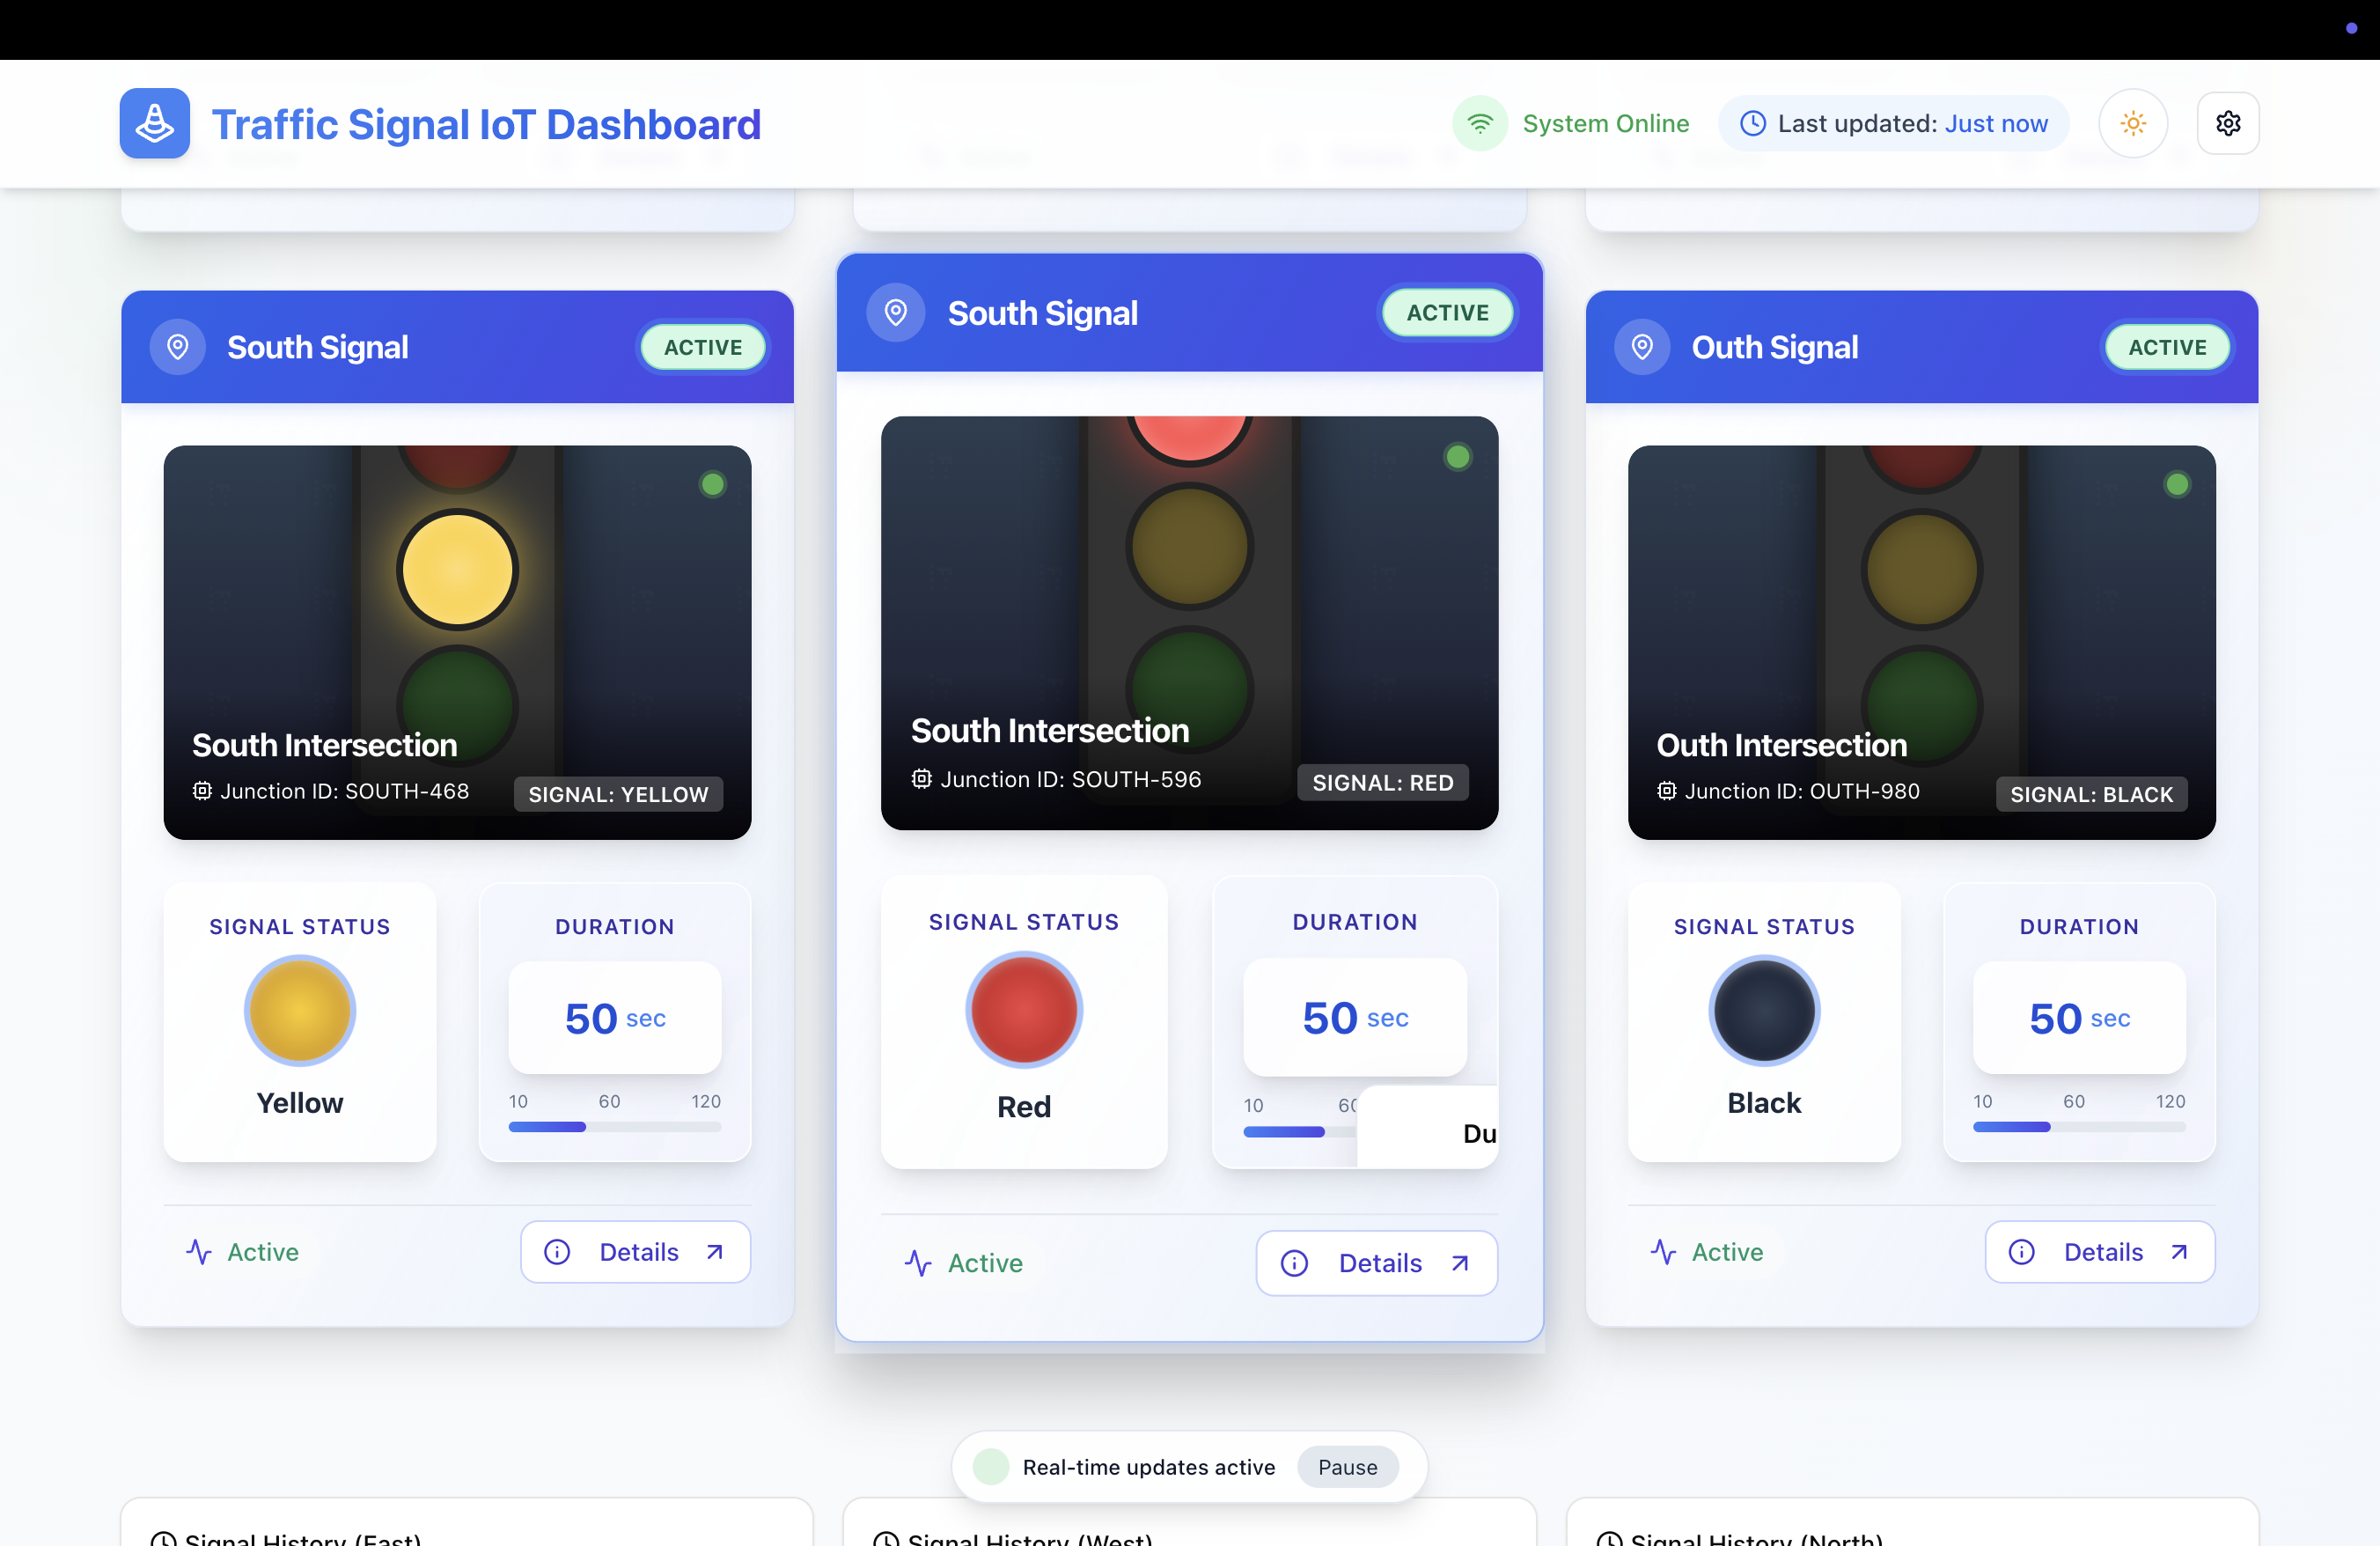 Traffic Signal IoT Dashboard
System Online
Last updated: Just now
South Signal
ACTIVE
South Intersection
Junction ID: SOUTH-468
SIGNAL: YELLOW
SIGNAL STATUS
Yellow
DURATION
50 sec
10 60 120
Active
Details
South Signal
ACTIVE
South Intersection
Junction ID: SOUTH-596
SIGNAL: RED
SIGNAL STATUS
Red
DURATION
50 sec
10 60
Du
Active
Details
Outh Signal
ACTIVE
Outh Intersection
Junction ID: OUTH-980
SIGNAL: BLACK
SIGNAL STATUS
Black
DURATION
50 sec
10 60 120
Active
Details
Real-time updates active
Pause
Signal History (East)
Signal History (West)
Signal History (North)